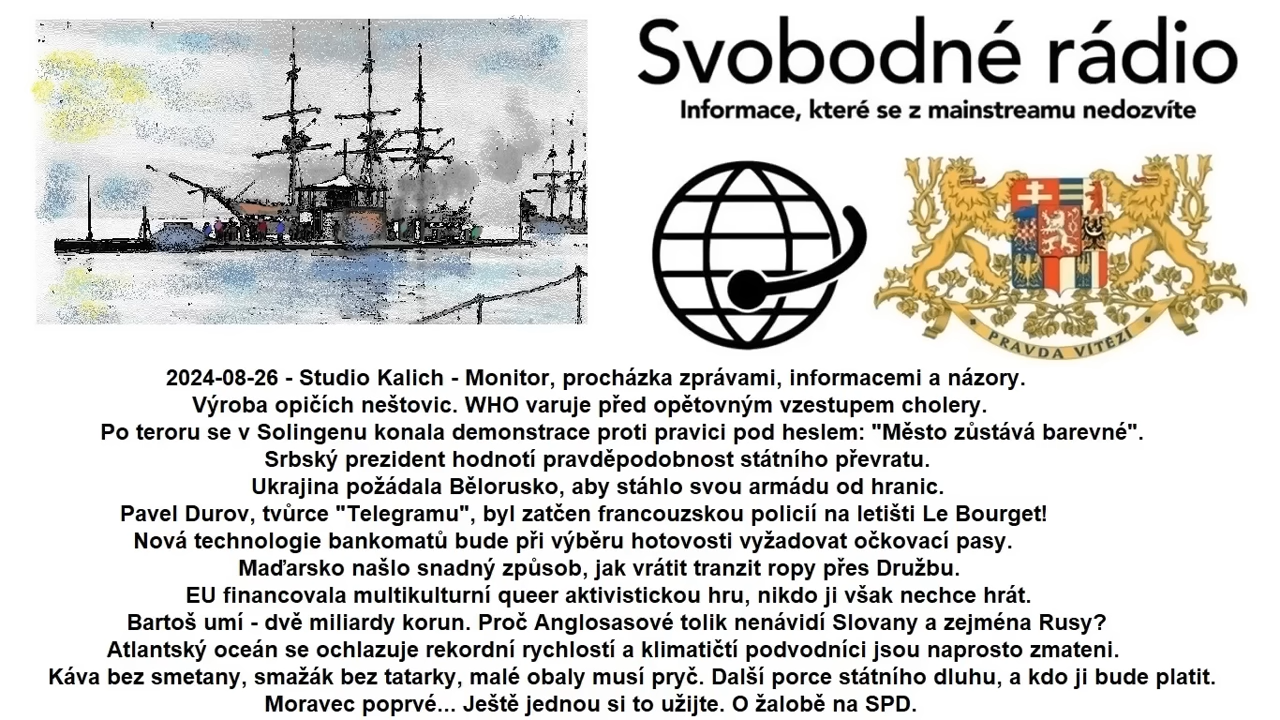 Svobodné rádio
Informace, které se z mainstreamu nedozvíte
PRAVDA VÍTĚZÍ
2024-08-26 - Studio Kalich - Monitor, procházka zprávami, informacemi a názory.
Výroba opičích neštovic. WHO varuje před opětovným vzestupem cholery.
Po teroru se v Solingenu konala demonstrace proti pravici pod heslem: "Město zůstává barevné".
Srbský prezident hodnotí pravděpodobnost státního převratu.
Ukrajina požádala Bělorusko, aby stáhlo svou armádu od hranic.
Pavel Durov, tvůrce "Telegramu", byl zatčen francouzskou policií na letišti Le Bourget!
Nová technologie bankomatů bude při výběru hotovosti vyžadovat očkovací pasy.
Maďarsko našlo snadný způsob, jak vrátit tranzit ropy přes Družbu.
EU financovala multikulturní queer aktivistickou hru, nikdo ji však nechce hrát.
Bartoš umí - dvě miliardy korun. Proč Anglosasové tolik nenávidí Slovany a zejména Rusy?
Atlantský oceán se ochlazuje rekordní rychlostí a klimatičtí podvodníci jsou naprosto zmateni.
Káva bez smetany, smažák bez tatarky, malé obaly musí pryč. Další porce státního dluhu, a kdo ji bude platit.
Moravec poprvé... Ještě jednou si to užijte. O žalobě na SPD.